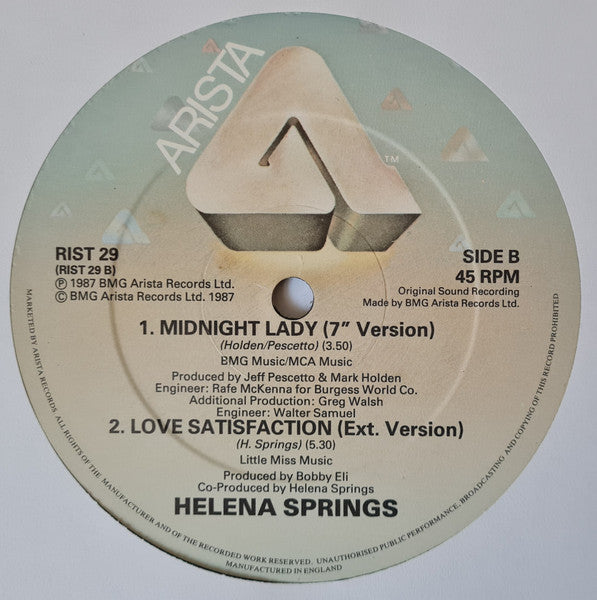 ARISTA
TM
RIST 29
(RIST 29 B)
Ⓟ 1987 BMG Arista Records Ltd.
© BMG Arista Records Ltd. 1987
SIDE B
45 RPM
Original Sound Recording
Made by BMG Arista Records Ltd.
1. MIDNIGHT LADY (7” Version)
(Holden/Pescetto) (3.50)
BMG Music/MCA Music
Produced by Jeff Pescetto & Mark Holden
Engineer: Rafe McKenna for Burgess World Co.
Additional Production: Greg Walsh
Engineer: Walter Samuel
2. LOVE SATISFACTION (Ext. Version)
(H. Springs) (5.30)
Little Miss Music
Produced by Bobby Eli
Co-Produced by Helena Springs
HELENA SPRINGS
MARKETED BY ARISTA RECORDS. ALL RIGHTS OF THE MANUFACTURER AND OF THE RECORDED WORK RESERVED. UNAUTHORISED PUBLIC PERFORMANCE, BROADCASTING AND COPYING OF THIS RECORD PROHIBITED
MANUFACTURED IN ENGLAND